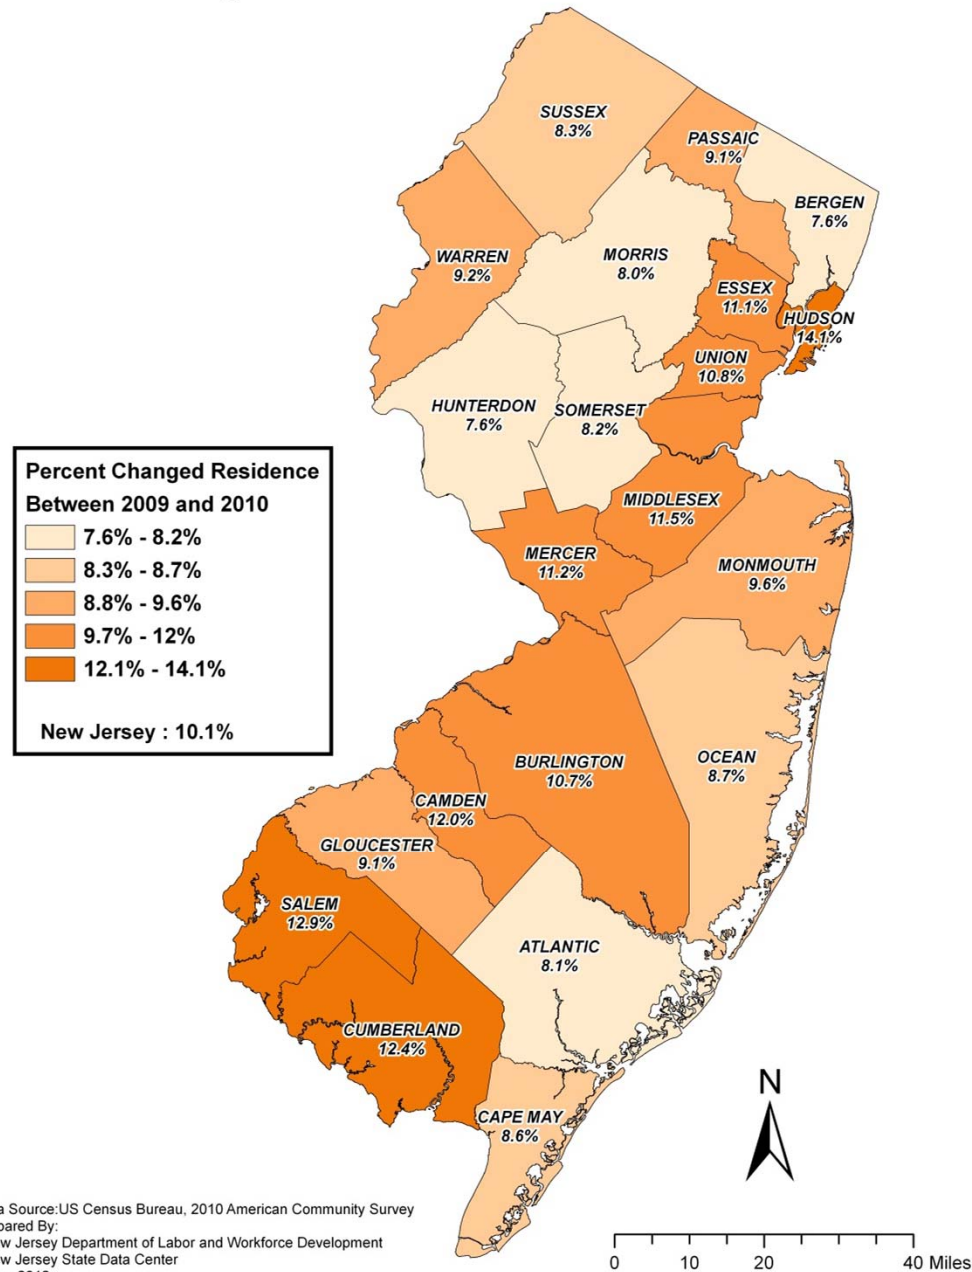 SUSSEX
8.3%
PASSAIC
9.1%
BERGEN
7.6%
WARREN
9.2%
MORRIS
8.0%
ESSEX
11.1%
HUDSON
14.1%
UNION
10.8%
HUNTERDON
7.6%
SOMERSET
8.2%
Percent Changed Residence
Between 2009 and 2010
7.6% - 8.2%
8.3% - 8.7%
8.8% - 9.6%
9.7% - 12%
12.1% - 14.1%
New Jersey : 10.1%
MIDDLESEX
11.5%
MERCER
11.2%
MONMOUTH
9.6%
BURLINGTON
10.7%
OCEAN
8.7%
CAMDEN
12.0%
GLOUCESTER
9.1%
SALEM
12.9%
ATLANTIC
8.1%
CUMBERLAND
12.4%
CAPE MAY
8.6%
N
a Source:US Census Bureau, 2010 American Community Survey
pared By:
w Jersey Department of Labor and Workforce Development
w Jersey State Data Center
0 10 20 40 Miles